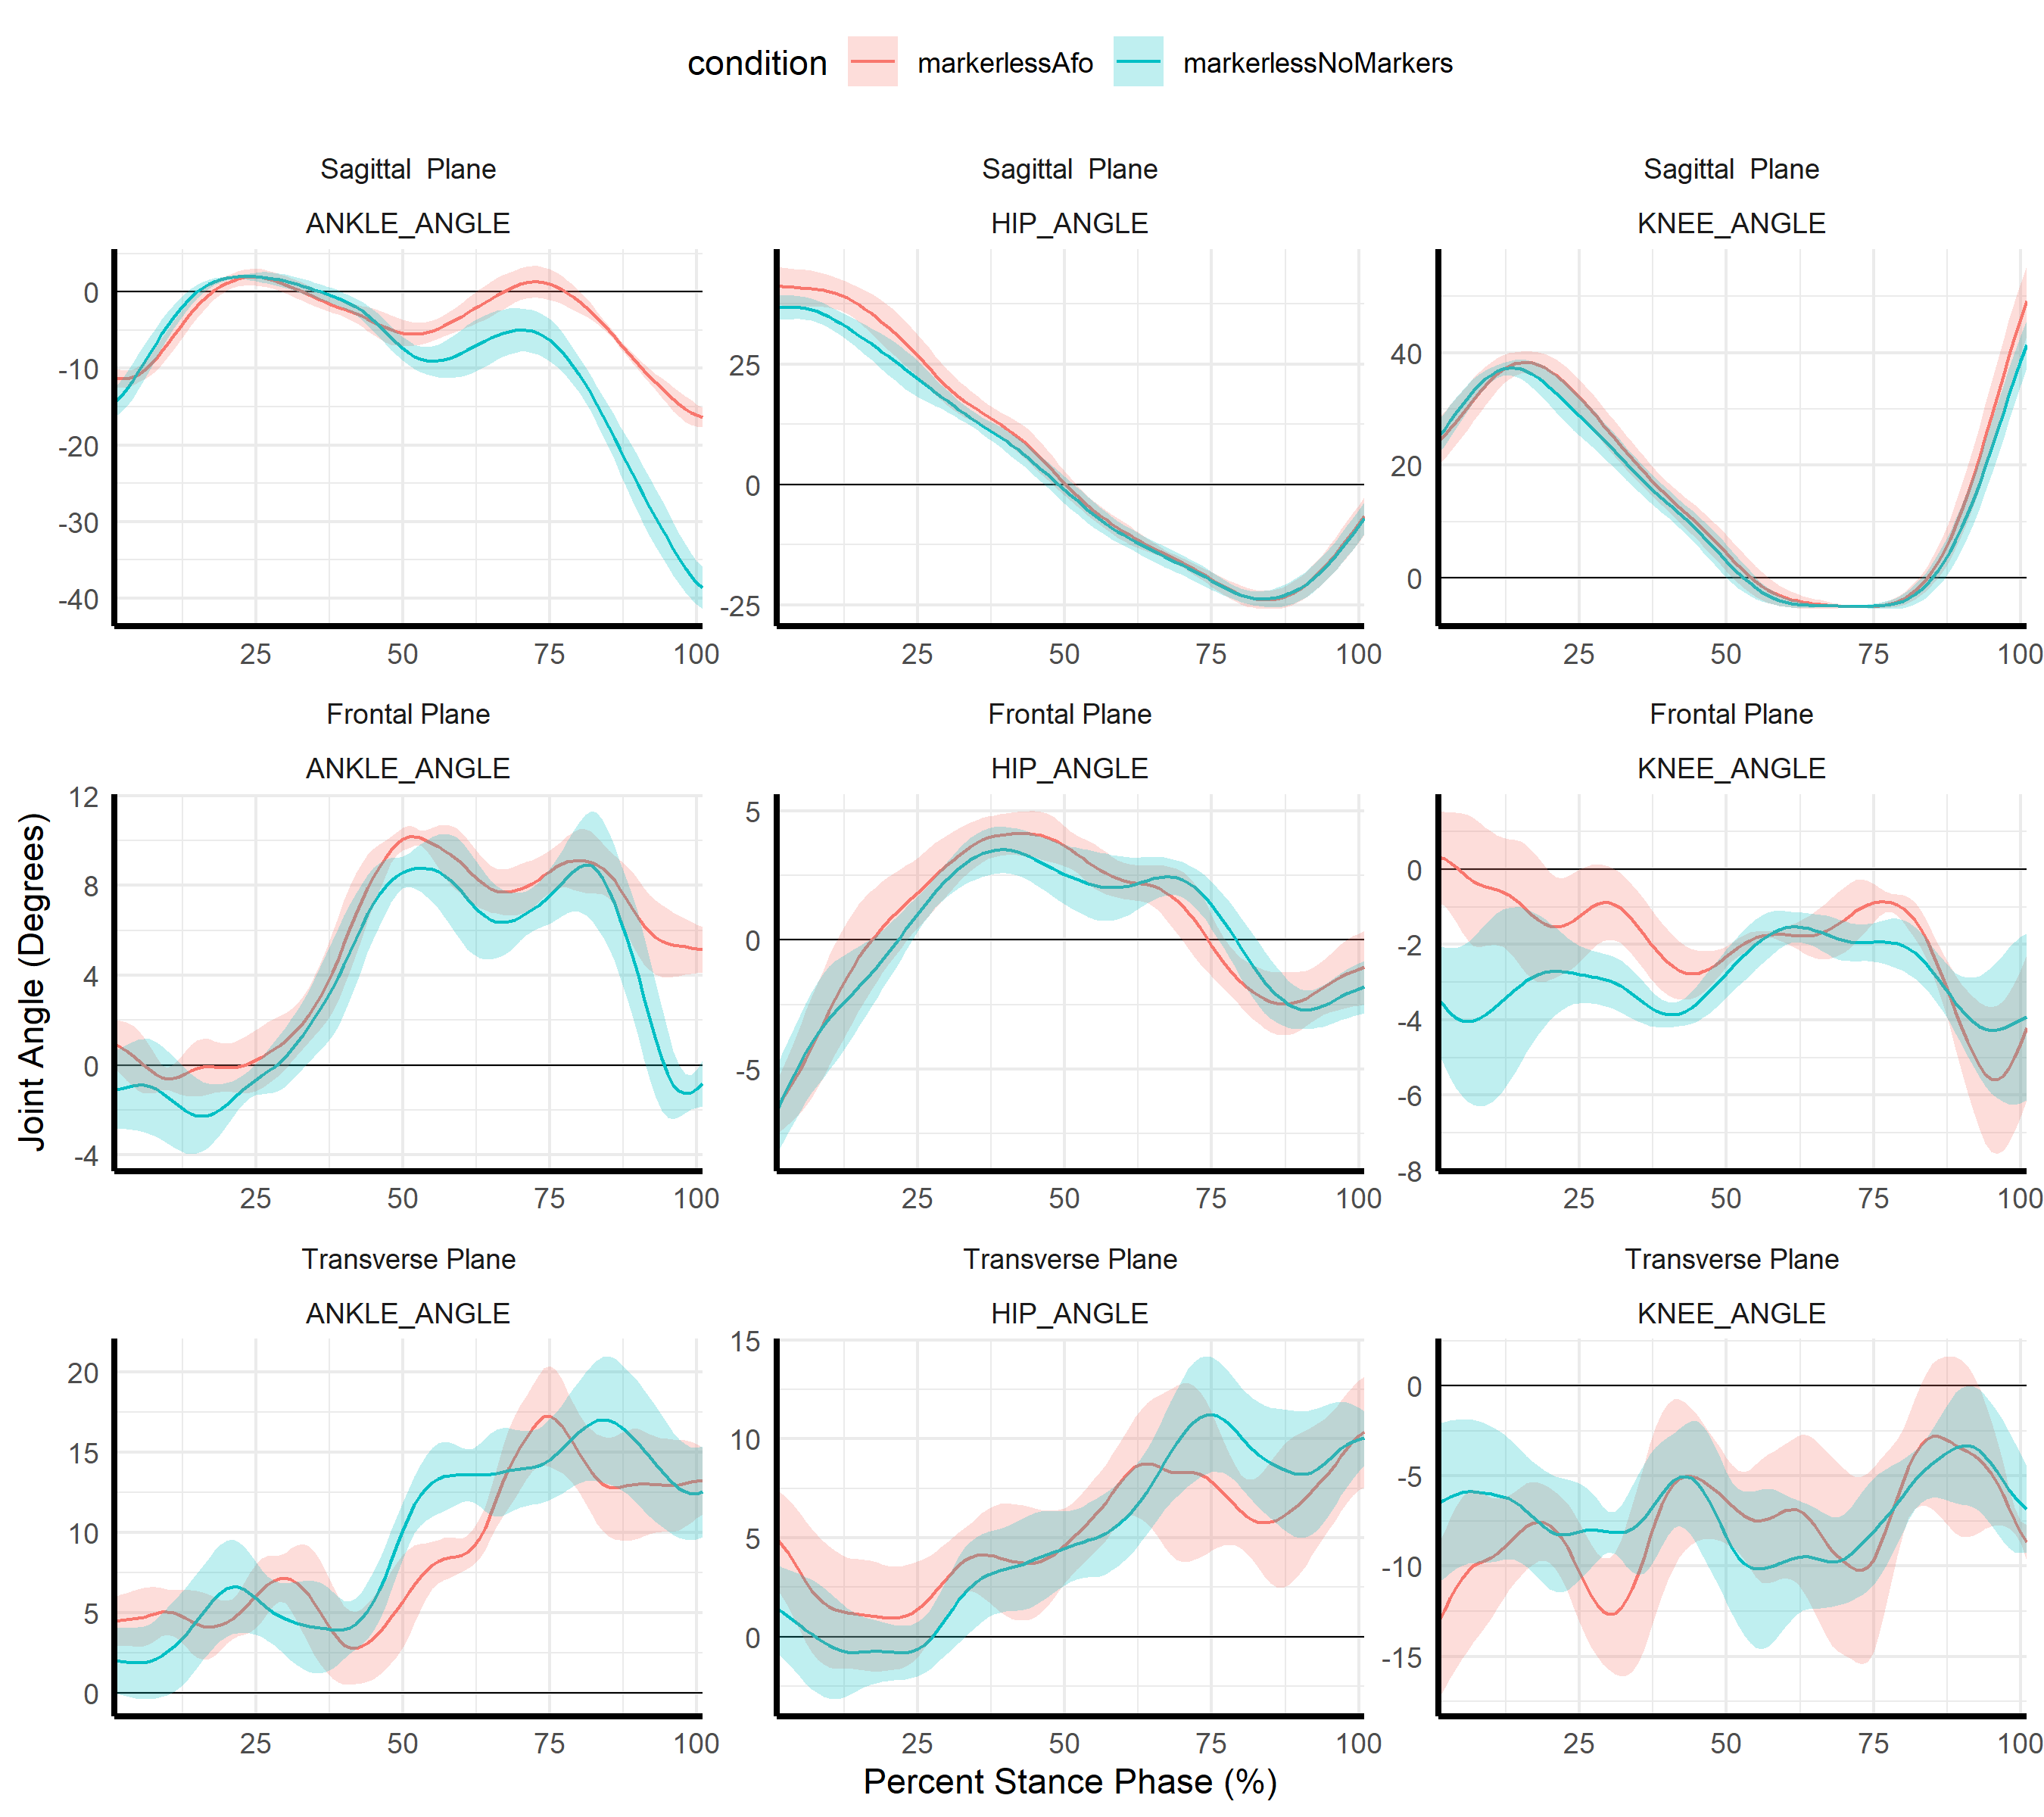 condition markerlessAfo markerlessNoMarkers
Sagittal  Plane Sagittal  Plane Sagittal  Plane
ANKLE_ANGLE HIP_ANGLE KNEE_ANGLE
0
-10
-20
-30
-40
25 50 75 100
25
0
-25
25 50 75 100
40
20
0
25 50 75 100
Frontal Plane Frontal Plane Frontal Plane
ANKLE_ANGLE HIP_ANGLE KNEE_ANGLE
Joint Angle (Degrees)
12
8
4
0
-4
25 50 75 100
5
0
-5
25 50 75 100
0
-2
-4
-6
-8
25 50 75 100
Transverse Plane Transverse Plane Transverse Plane
ANKLE_ANGLE HIP_ANGLE KNEE_ANGLE
20
15
10
5
0
25 50 75 100
15
10
5
0
25 50 75 100
0
-5
-10
-15
25 50 75 100
Percent Stance Phase (%)